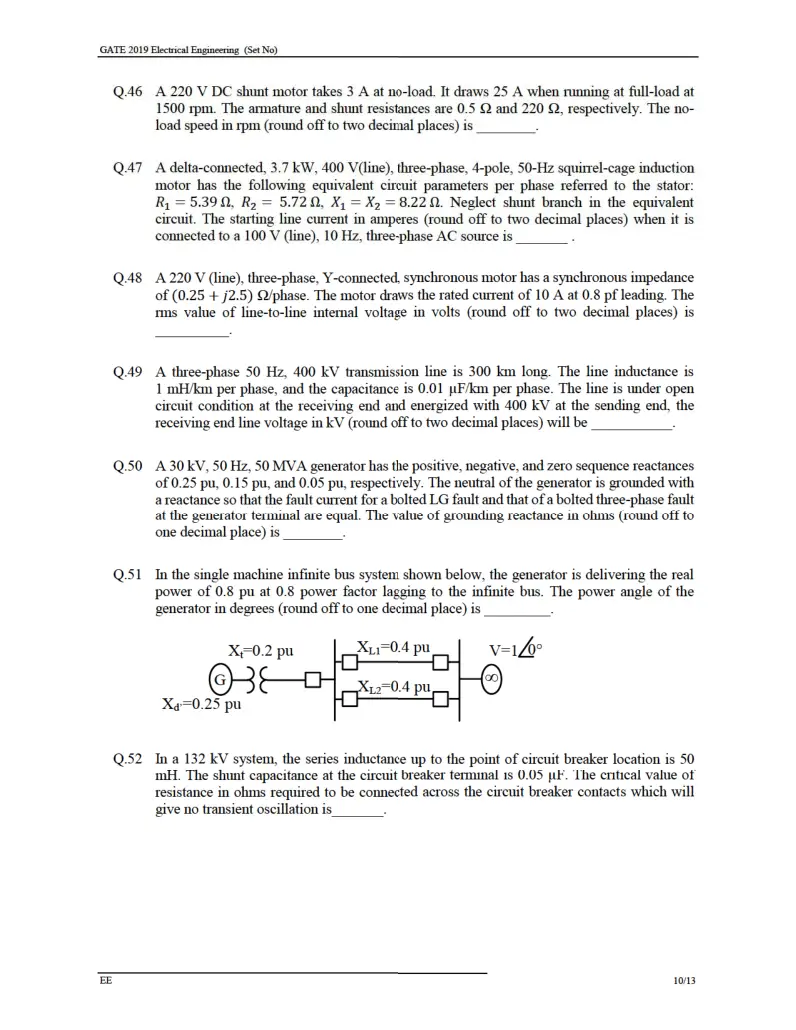 GATE 2019 Electrical Engineering (Set No)
Q.46 A 220 V DC shunt motor takes 3 A at no-load. It draws 25 A when running at full-load at
1500 rpm. The armature and shunt resistances are 0.5 Ω and 220 Ω, respectively. The no-
load speed in rpm (round off to two decimal places) is ________.
Q.47 A delta-connected, 3.7 kW, 400 V(line), three-phase, 4-pole, 50-Hz squirrel-cage induction
motor has the following equivalent circuit parameters per phase referred to the stator:
R₁ = 5.39 Ω, R₂ = 5.72 Ω, X₁ = X₂ = 8.22 Ω. Neglect shunt branch in the equivalent
circuit. The starting line current in amperes (round off to two decimal places) when it is
connected to a 100 V (line), 10 Hz, three-phase AC source is _______ .
Q.48 A 220 V (line), three-phase, Y-connected, synchronous motor has a synchronous impedance
of (0.25 + j2.5) Ω/phase. The motor draws the rated current of 10 A at 0.8 pf leading. The
rms value of line-to-line internal voltage in volts (round off to two decimal places) is
__________.
Q.49 A three-phase 50 Hz, 400 kV transmission line is 300 km long. The line inductance is
1 mH/km per phase, and the capacitance is 0.01 μF/km per phase. The line is under open
circuit condition at the receiving end and energized with 400 kV at the sending end, the
receiving end line voltage in kV (round off to two decimal places) will be ___________.
Q.50 A 30 kV, 50 Hz, 50 MVA generator has the positive, negative, and zero sequence reactances
of 0.25 pu, 0.15 pu, and 0.05 pu, respectively. The neutral of the generator is grounded with
a reactance so that the fault current for a bolted LG fault and that of a bolted three-phase fault
at the generator terminal are equal. The value of grounding reactance in ohms (round off to
one decimal place) is ________.
Q.51 In the single machine infinite bus system shown below, the generator is delivering the real
power of 0.8 pu at 0.8 power factor lagging to the infinite bus. The power angle of the
generator in degrees (round off to one decimal place) is _________.
Xₜ=0.2 pu
X_L1=0.4 pu
V=1∠0°
G
∞
X_L2=0.4 pu
X_d'=0.25 pu
Q.52 In a 132 kV system, the series inductance up to the point of circuit breaker location is 50
mH. The shunt capacitance at the circuit breaker terminal is 0.05 μF. The critical value of
resistance in ohms required to be connected across the circuit breaker contacts which will
give no transient oscillation is_______.
EE
10/13